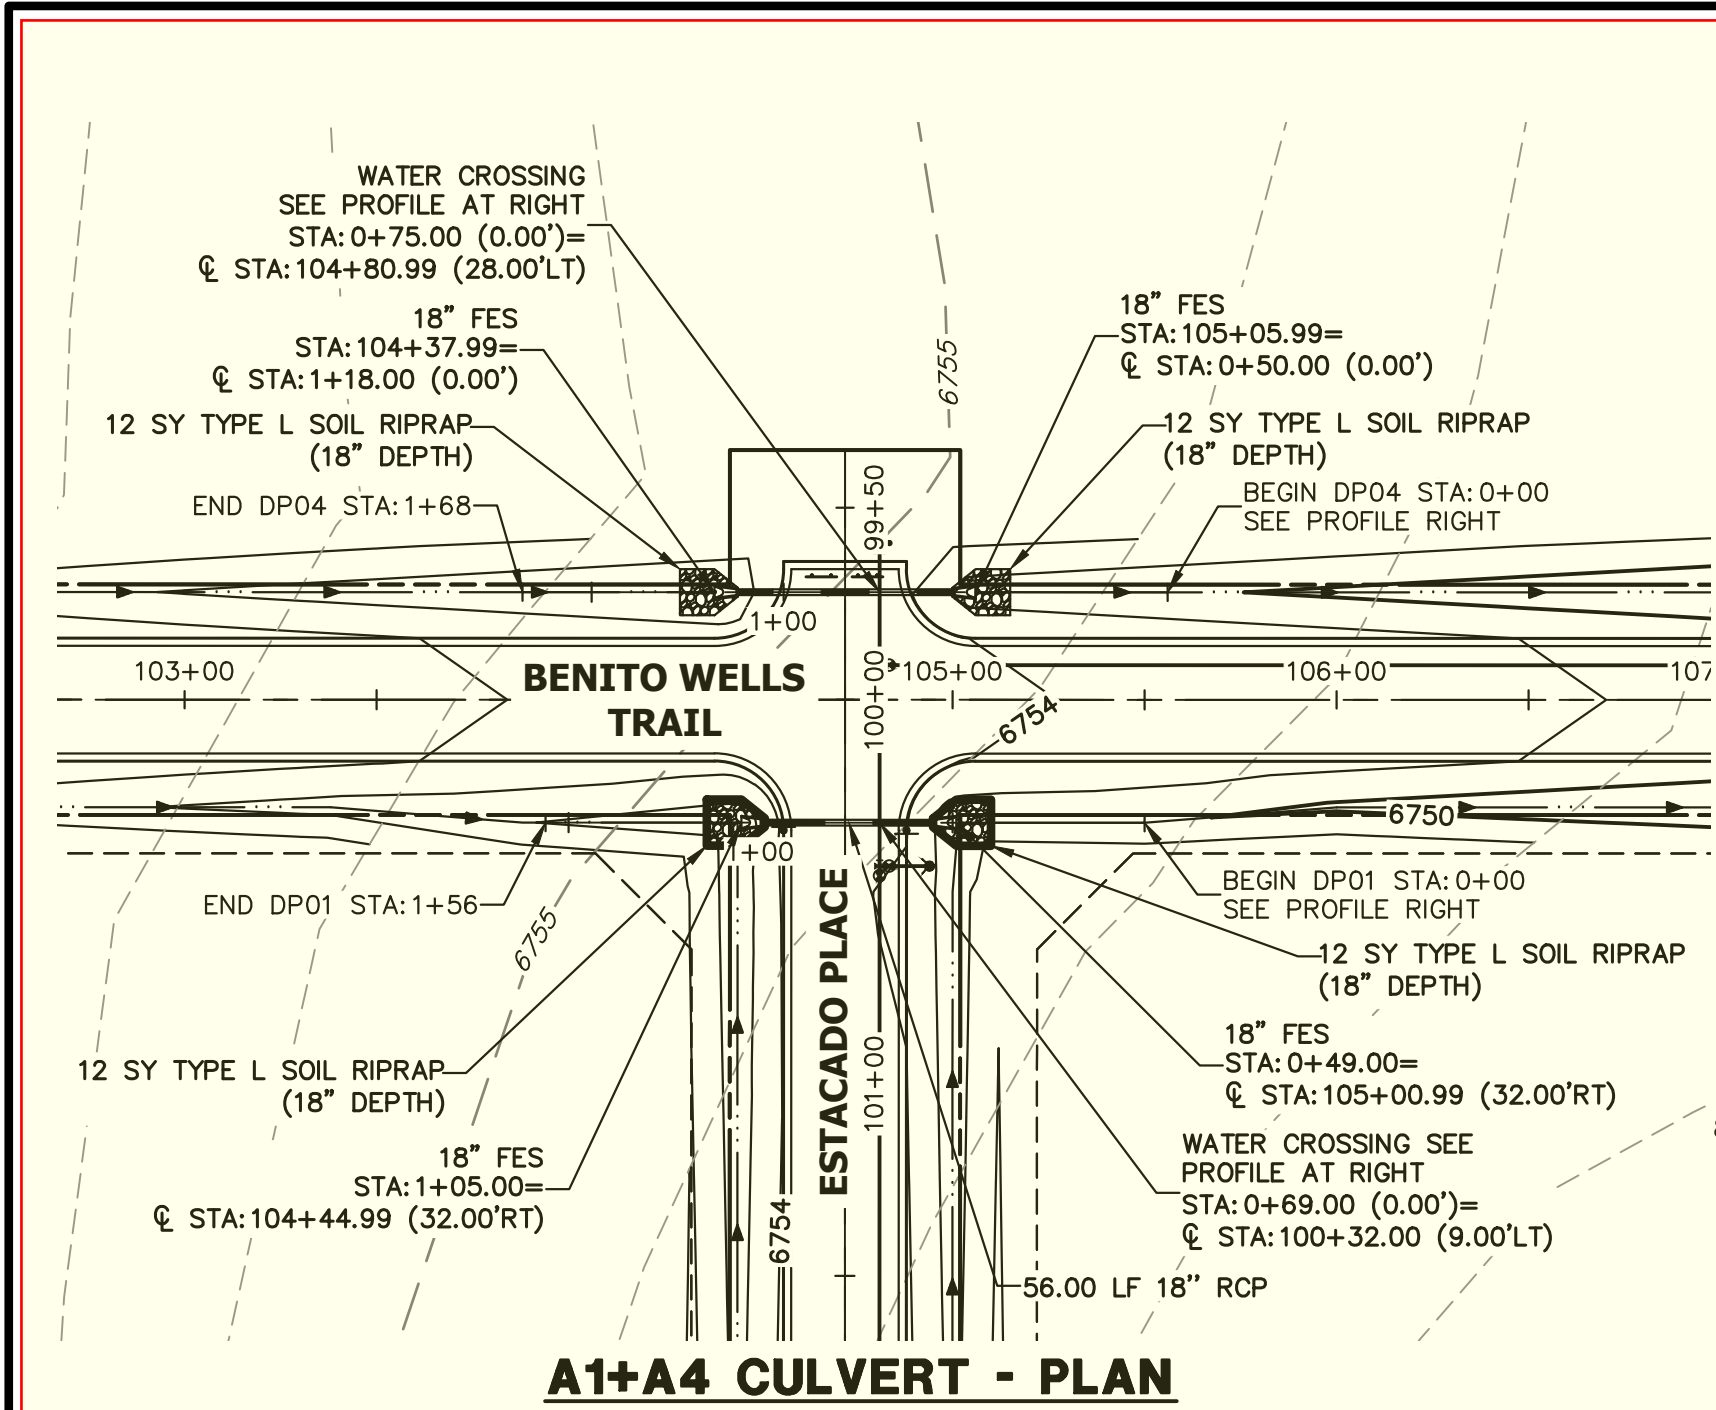 WATER CROSSING
SEE PROFILE AT RIGHT
STA:0+75.00 (0.00')=
℄ STA:104+80.99 (28.00'LT)
18" FES
STA:104+37.99=
℄ STA:1+18.00 (0.00')
12 SY TYPE L SOIL RIPRAP
(18" DEPTH)
END DP04 STA:1+68
6755
18" FES
STA:105+05.99=
℄ STA:0+50.00 (0.00')
12 SY TYPE L SOIL RIPRAP
(18" DEPTH)
BEGIN DP04 STA:0+00
SEE PROFILE RIGHT
99+50
1+00
103+00
BENITO WELLS
TRAIL
100+00
105+00
106+00
107
6754
6750
1+00
END DP01 STA:1+56
6755
BEGIN DP01 STA:0+00
SEE PROFILE RIGHT
12 SY TYPE L SOIL RIPRAP
(18" DEPTH)
ESTACADO PLACE
101+00
12 SY TYPE L SOIL RIPRAP
(18" DEPTH)
18" FES
STA:0+49.00=
℄ STA:105+00.99 (32.00'RT)
18" FES
STA:1+05.00=
℄ STA:104+44.99 (32.00'RT)
6754
WATER CROSSING SEE
PROFILE AT RIGHT
STA:0+69.00 (0.00')=
℄ STA:100+32.00 (9.00'LT)
56.00 LF 18'' RCP
A1+A4 CULVERT - PLAN